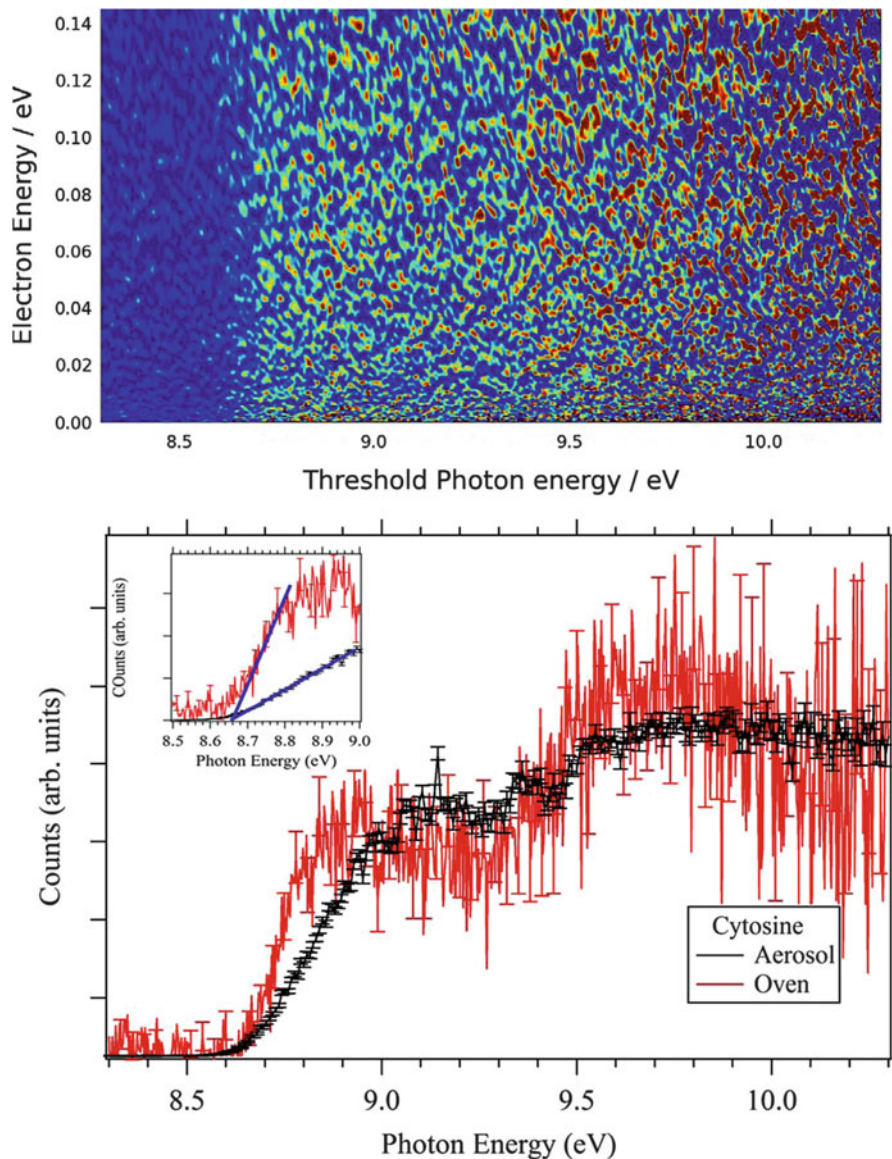 0.14
0.12
0.10
0.08
0.06
0.04
0.02
0.00
Electron Energy / eV
8.5 9.0 9.5 10.0
Threshold Photon energy / eV
COunts (arb. units)
8.5 8.6 8.7 8.8 8.9 9.0
Photon Energy (eV)
Counts (arb. units)
Cytosine
Aerosol
Oven
8.5 9.0 9.5 10.0
Photon Energy (eV)